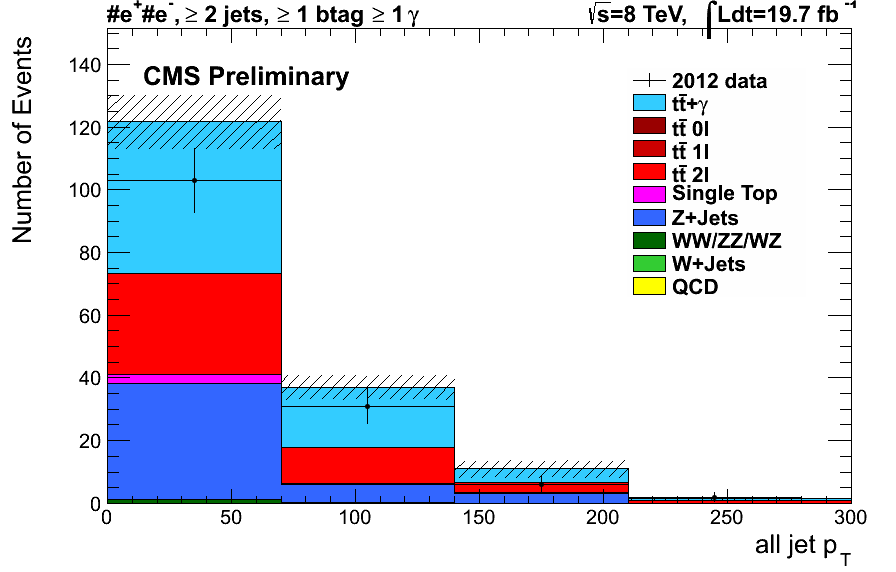 #e⁺#e⁻, ≥ 2 jets, ≥ 1 btag ≥ 1 γ
√s=8 TeV, ∫Ldt=19.7 fb⁻¹
CMS Preliminary
2012 data
tt̄+γ
tt̄ 0l
tt̄ 1l
tt̄ 2l
Single Top
Z+Jets
WW/ZZ/WZ
W+Jets
QCD
Number of Events
140
120
100
80
60
40
20
0
0 50 100 150 200 250 300
all jet p_T